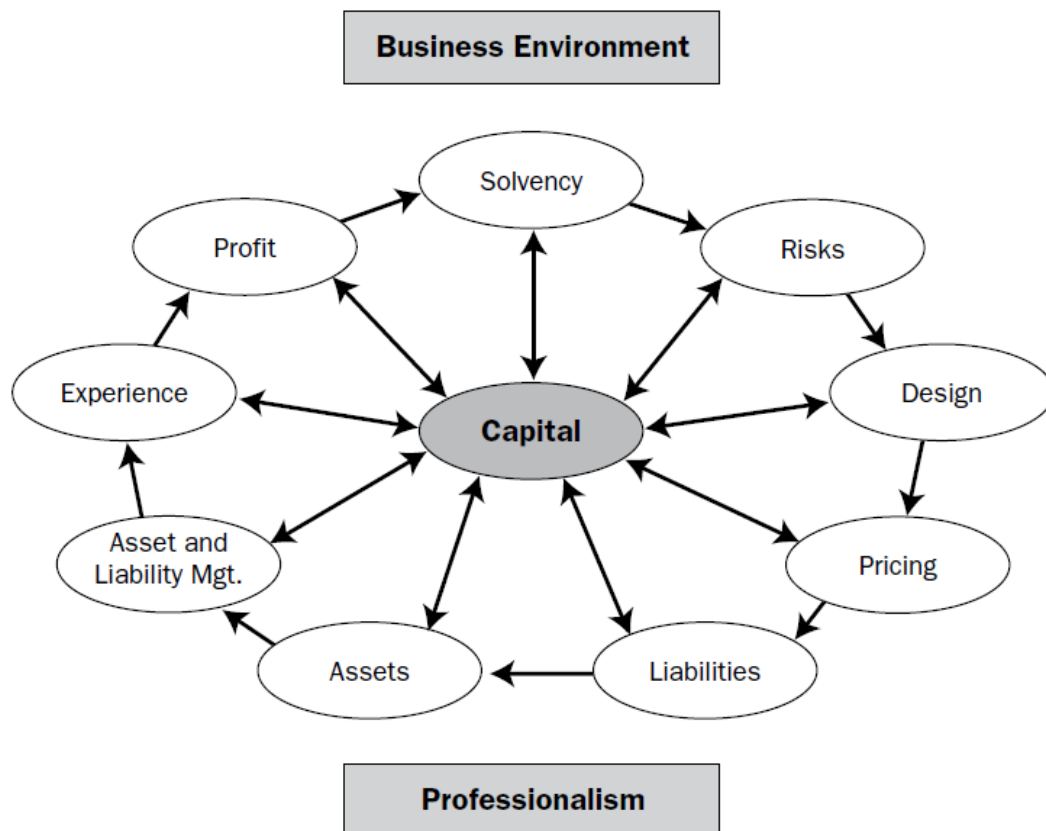 Business Environment
Solvency
Profit
Risks
Experience
Design
Capital
Asset and
Liability Mgt.
Pricing
Assets
Liabilities
Professionalism